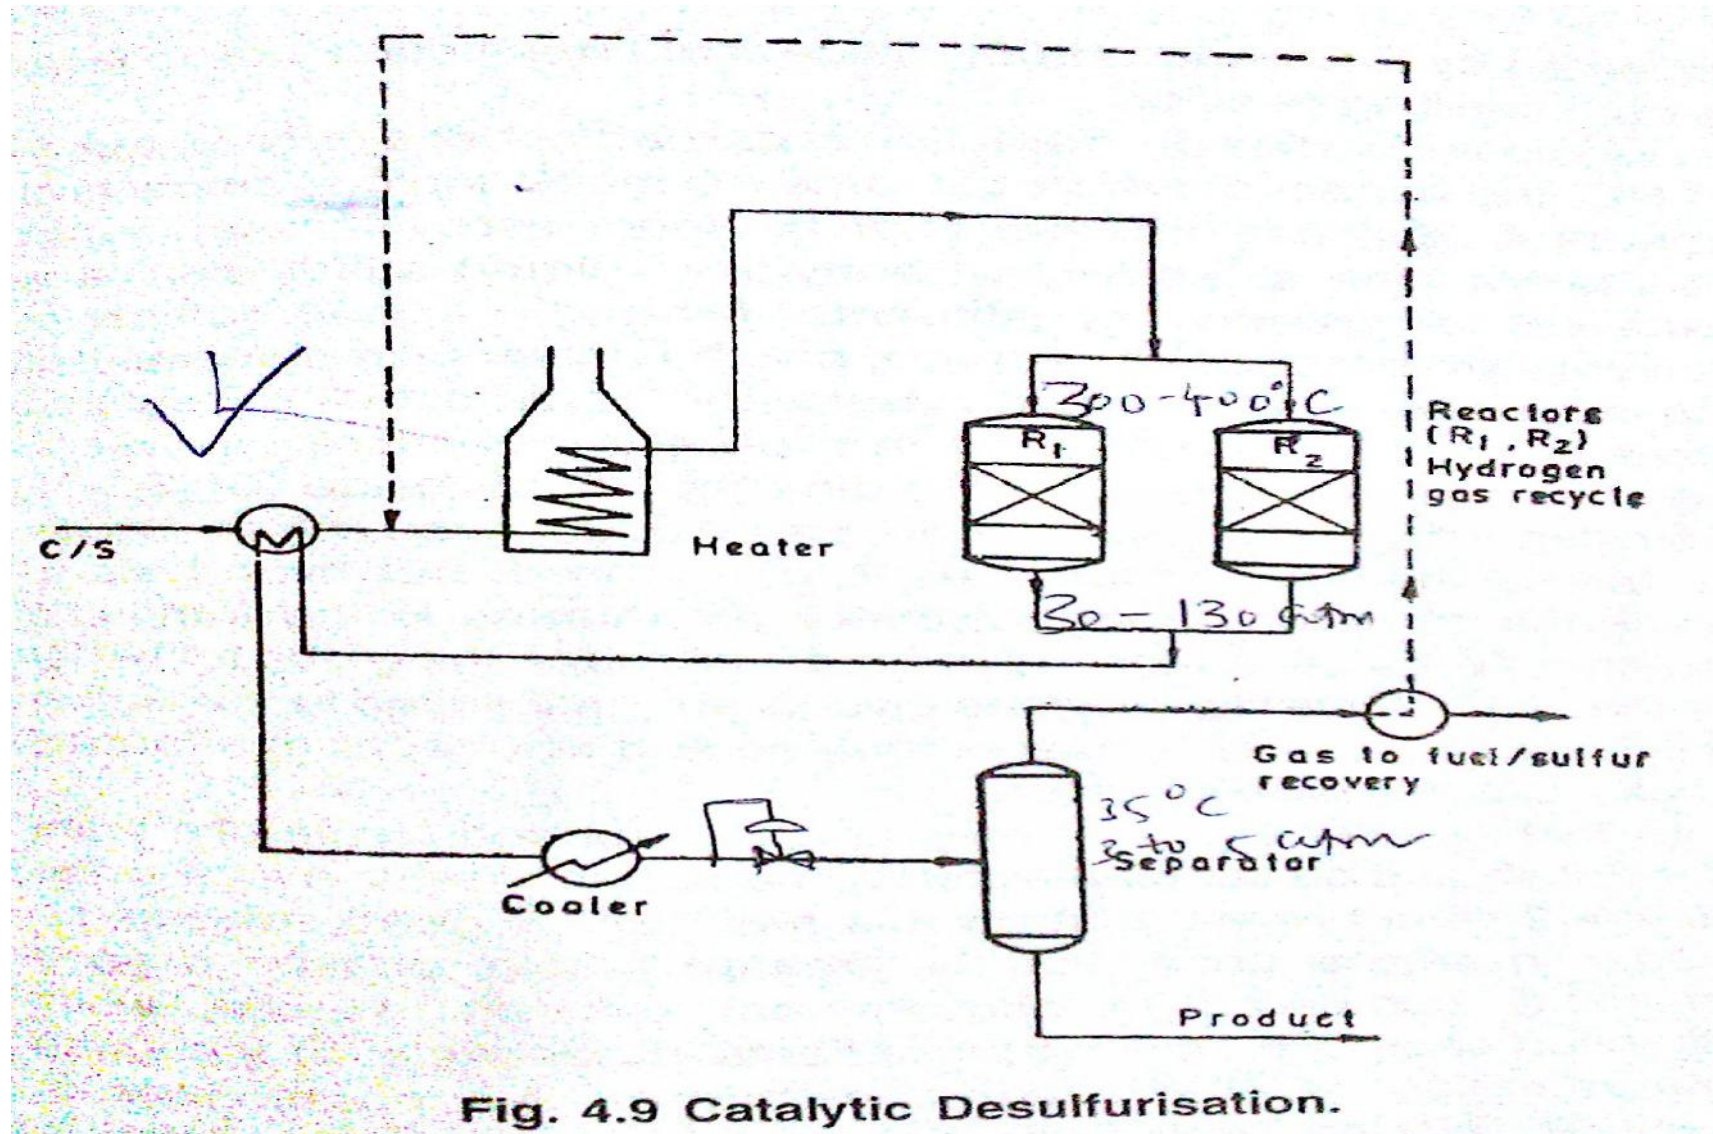 300-400°C
R1
R2
Reactors
(R1, R2)
Hydrogen
gas recycle
C/S
Heater
30-130 atm
Gas to fuel/sulfur
recovery
35°C
3 to 5 atm
Separator
Cooler
Product
Fig. 4.9 Catalytic Desulfurisation.